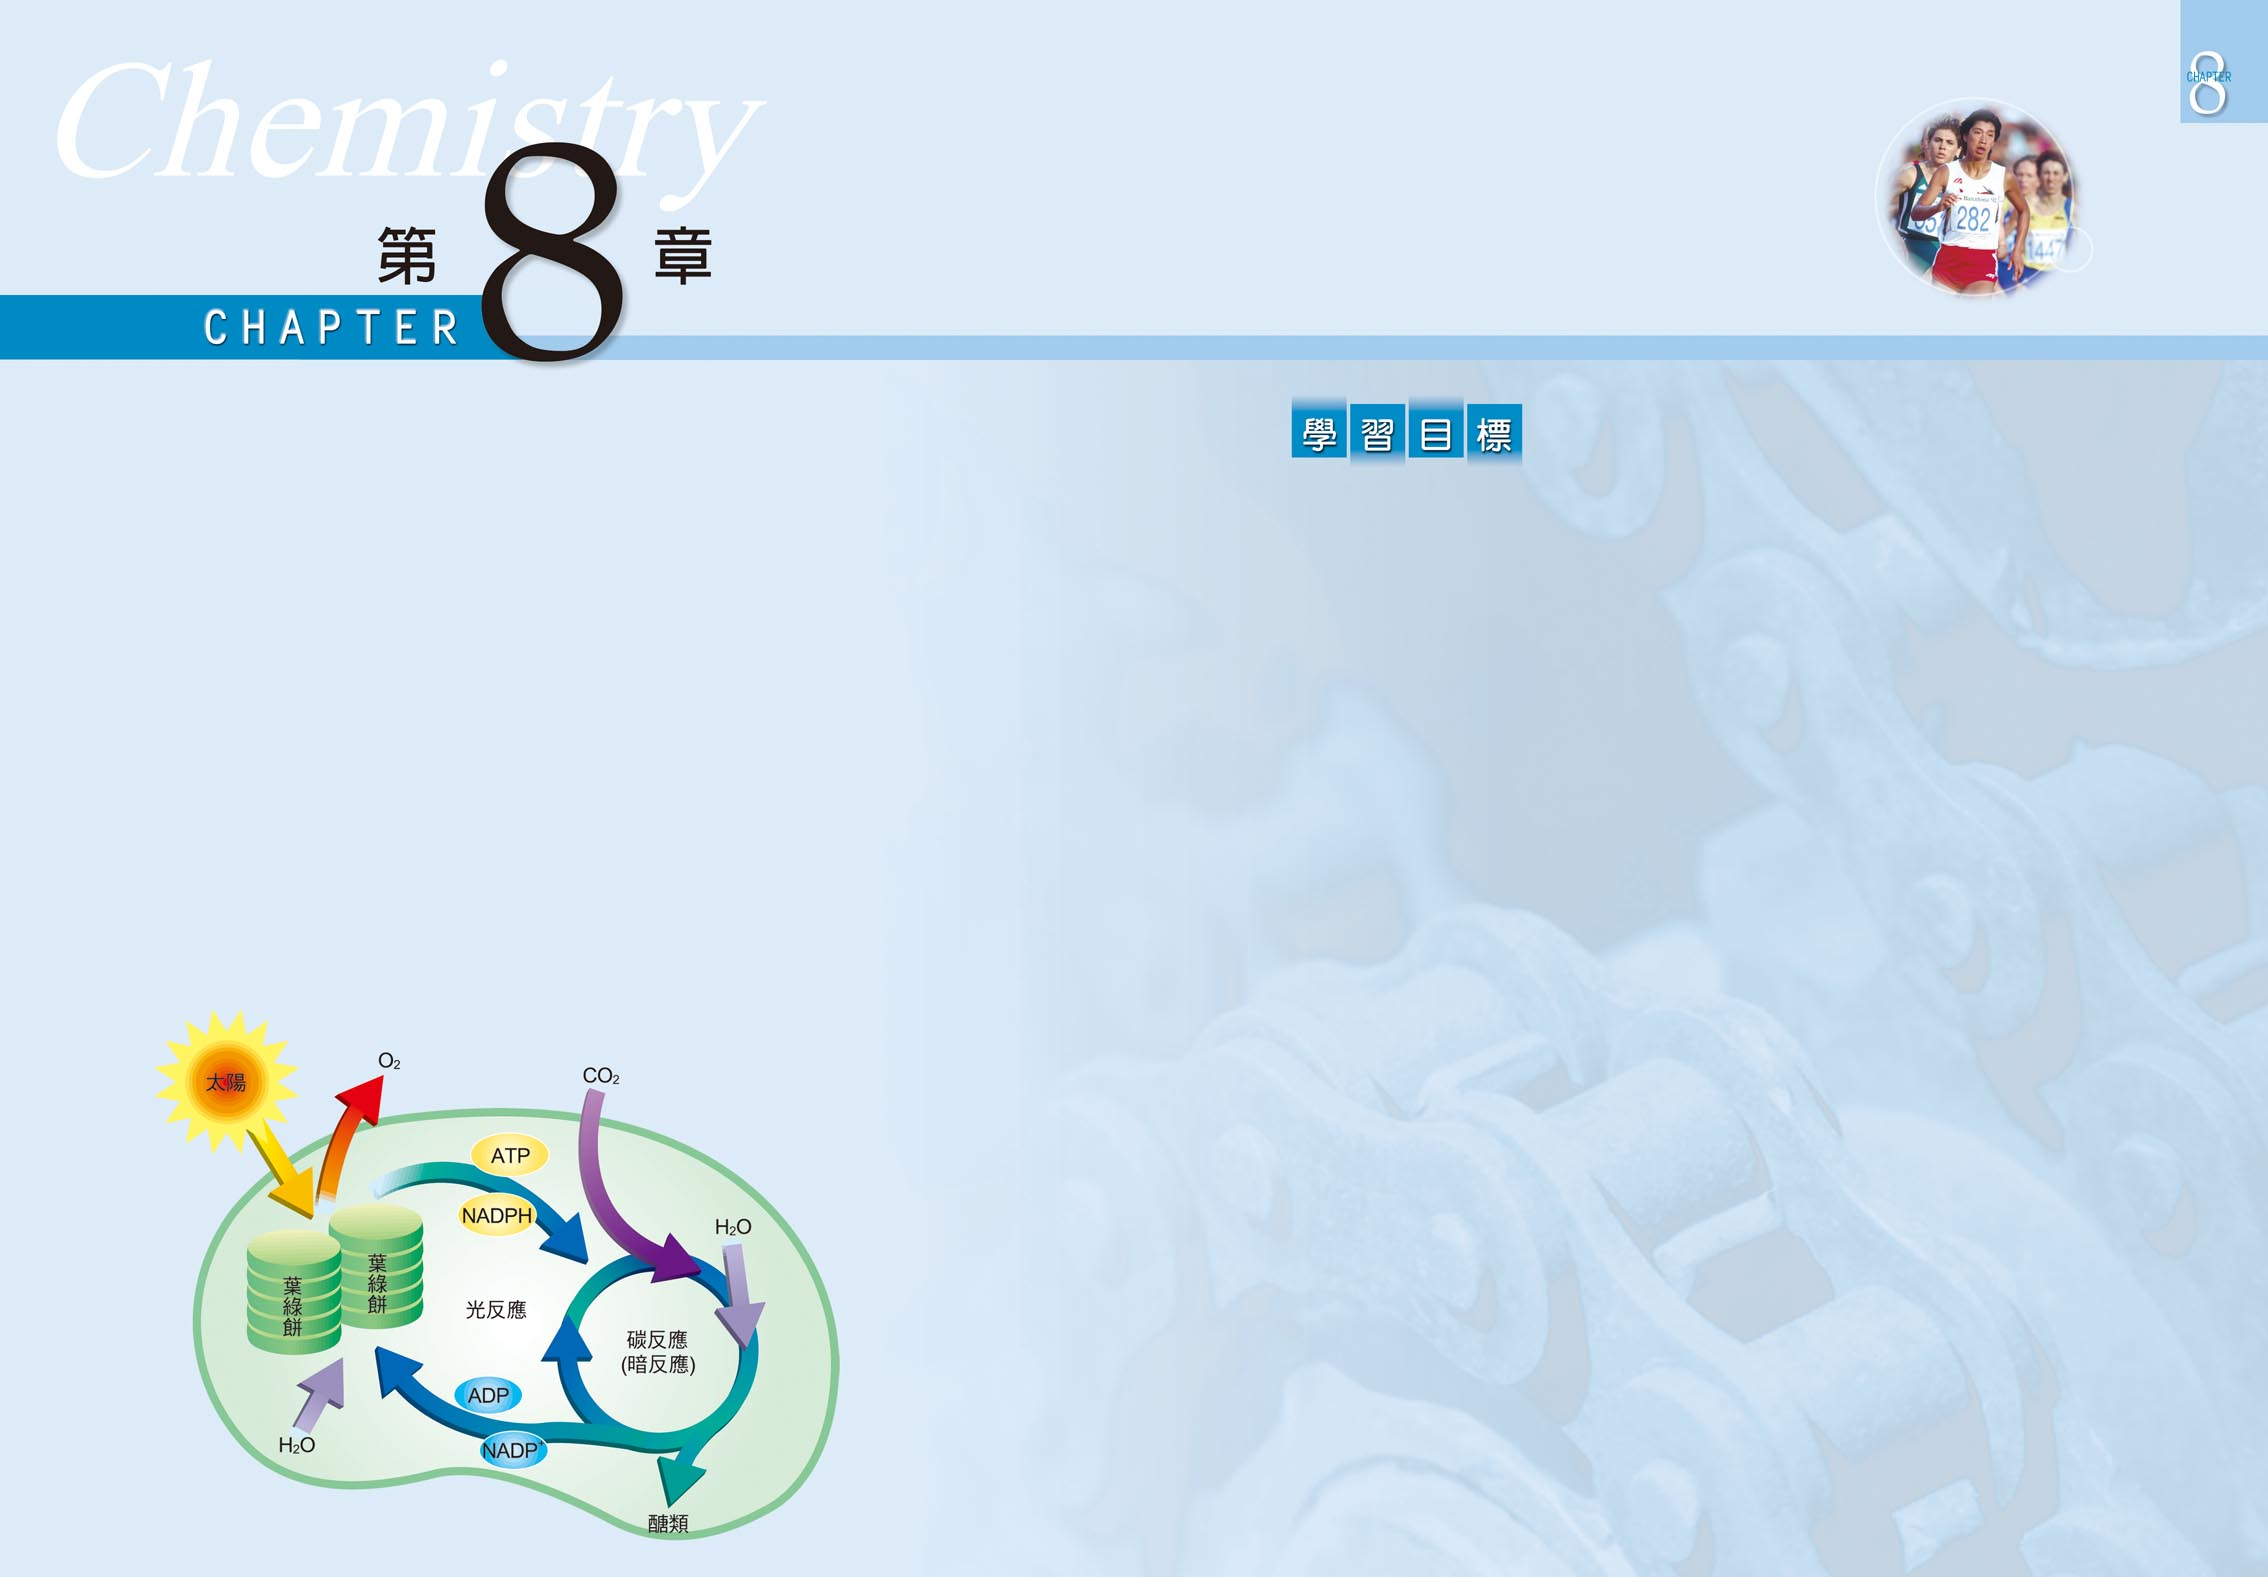 Chemistry
第8章
CHAPTER
CHAPTER
8
282
1447
學習目標
太陽
O₂
CO₂
ATP
NADPH
H₂O
葉綠餅
葉綠餅
光反應
碳反應
(暗反應)
ADP
NADP⁺
H₂O
醣類